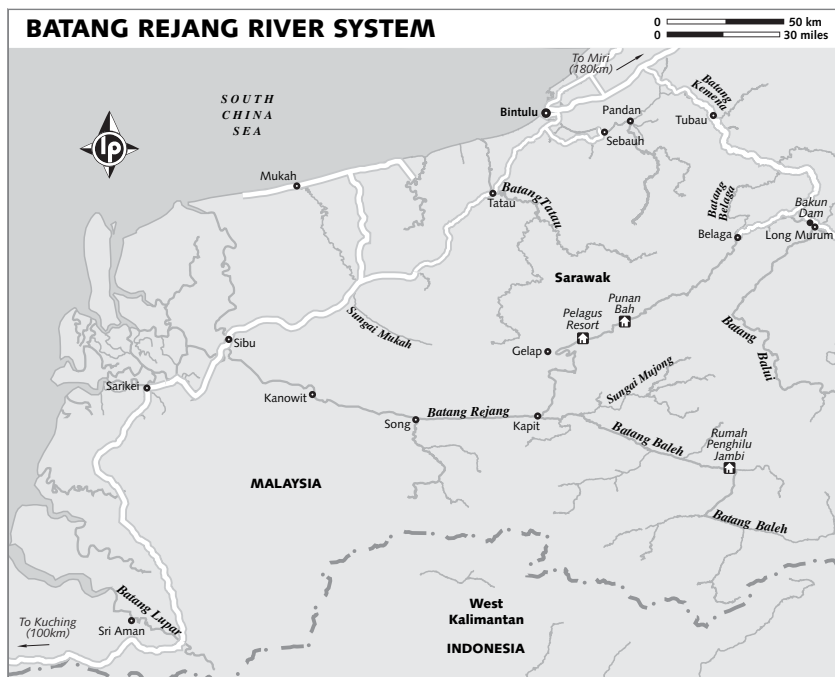 BATANG REJANG RIVER SYSTEM
0 50 km
0 30 miles
To Miri
(180km)
SOUTH
CHINA
SEA
lp
Bintulu
Pandan
Batang
Kemena
Tubau
Sebauh
Mukah
Tatau
Batang Tatau
Batang
Belaga
Bakun
Dam
Belaga
Long Murum
Sarawak
Punan
Bah
Pelagus
Resort
Sungai Mukah
Sibu
Gelap
Batang
Balui
Sarikei
Kanowit
Sungai Mujong
Song
Batang Rejang
Kapit
Batang Baleh
Rumah
Penghilu
Jambi
MALAYSIA
Batang Baleh
Batang Lupar
West
Kalimantan
To Kuching
(100km)
Sri Aman
INDONESIA